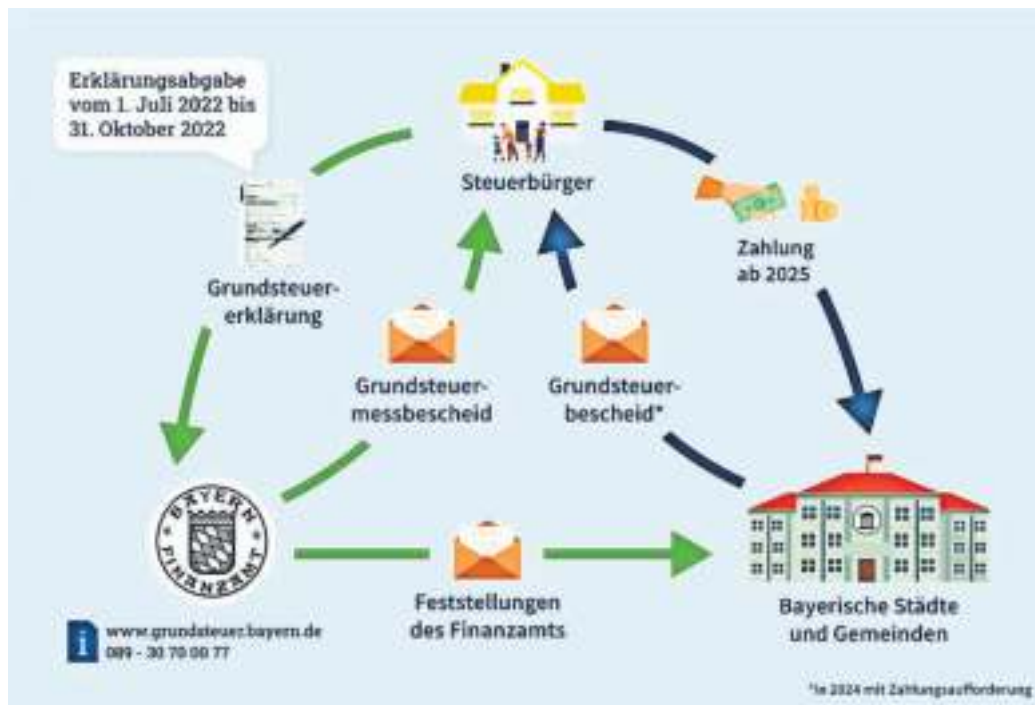 Erklärungsabgabe
vom 1. Juli 2022 bis
31. Oktober 2022
Steuerbürger
Zahlung
ab 2025
Grundsteuer-
erklärung
Grundsteuer-
messbescheid
Grundsteuer-
bescheid*
BAYERN
FINANZAMT
Feststellungen
des Finanzamts
Bayerische Städte
und Gemeinden
i
www.grundsteuer.bayern.de
089 - 30 70 00 77
*in 2024 mit Zahlungsaufforderung